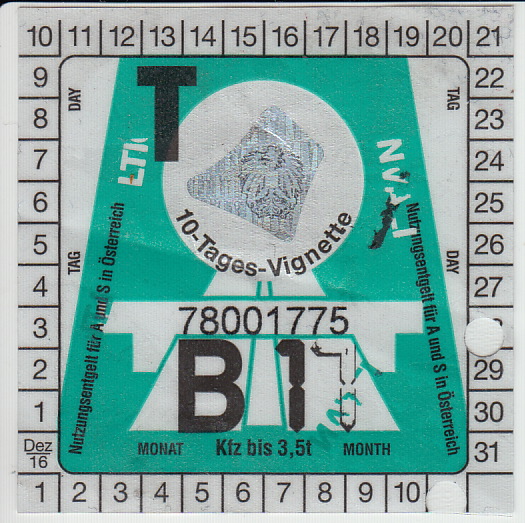 10 11 12 13 14 15 16 17 18 19 20 21
9 22
8 23
7 24
6 25
5 26
4 27
3
2 29
1 30
Dez
16
31
1 2 3 4 5 6 7 8 9 10
DAY
TAG
T
10-Tages-Vignette
TAG
DAY
Nutzungsentgelt für A und S in Österreich
Nutzungsentgelt für A und S in Österreich
78001775
B 17
MONAT Kfz bis 3,5t MONTH